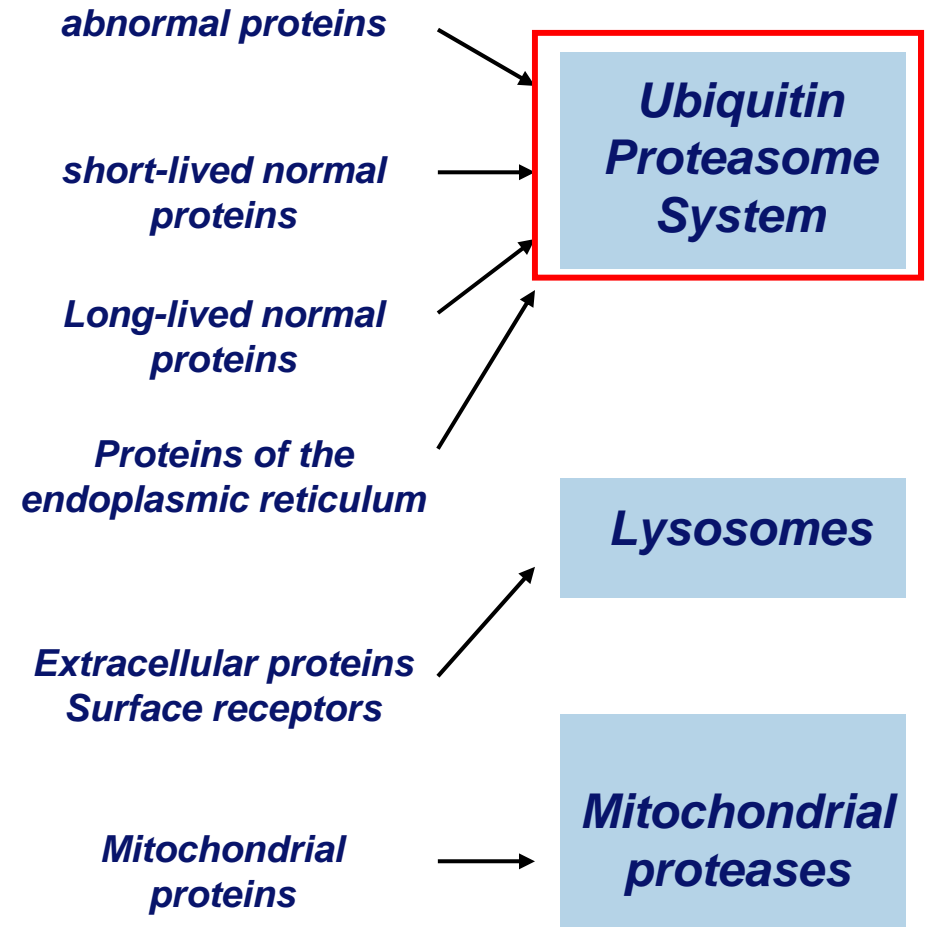 abnormal proteins
Ubiquitin
Proteasome
System
short-lived normal
proteins
Long-lived normal
proteins
Proteins of the
endoplasmic reticulum
Lysosomes
Extracellular proteins
Surface receptors
Mitochondrial
proteases
Mitochondrial
proteins